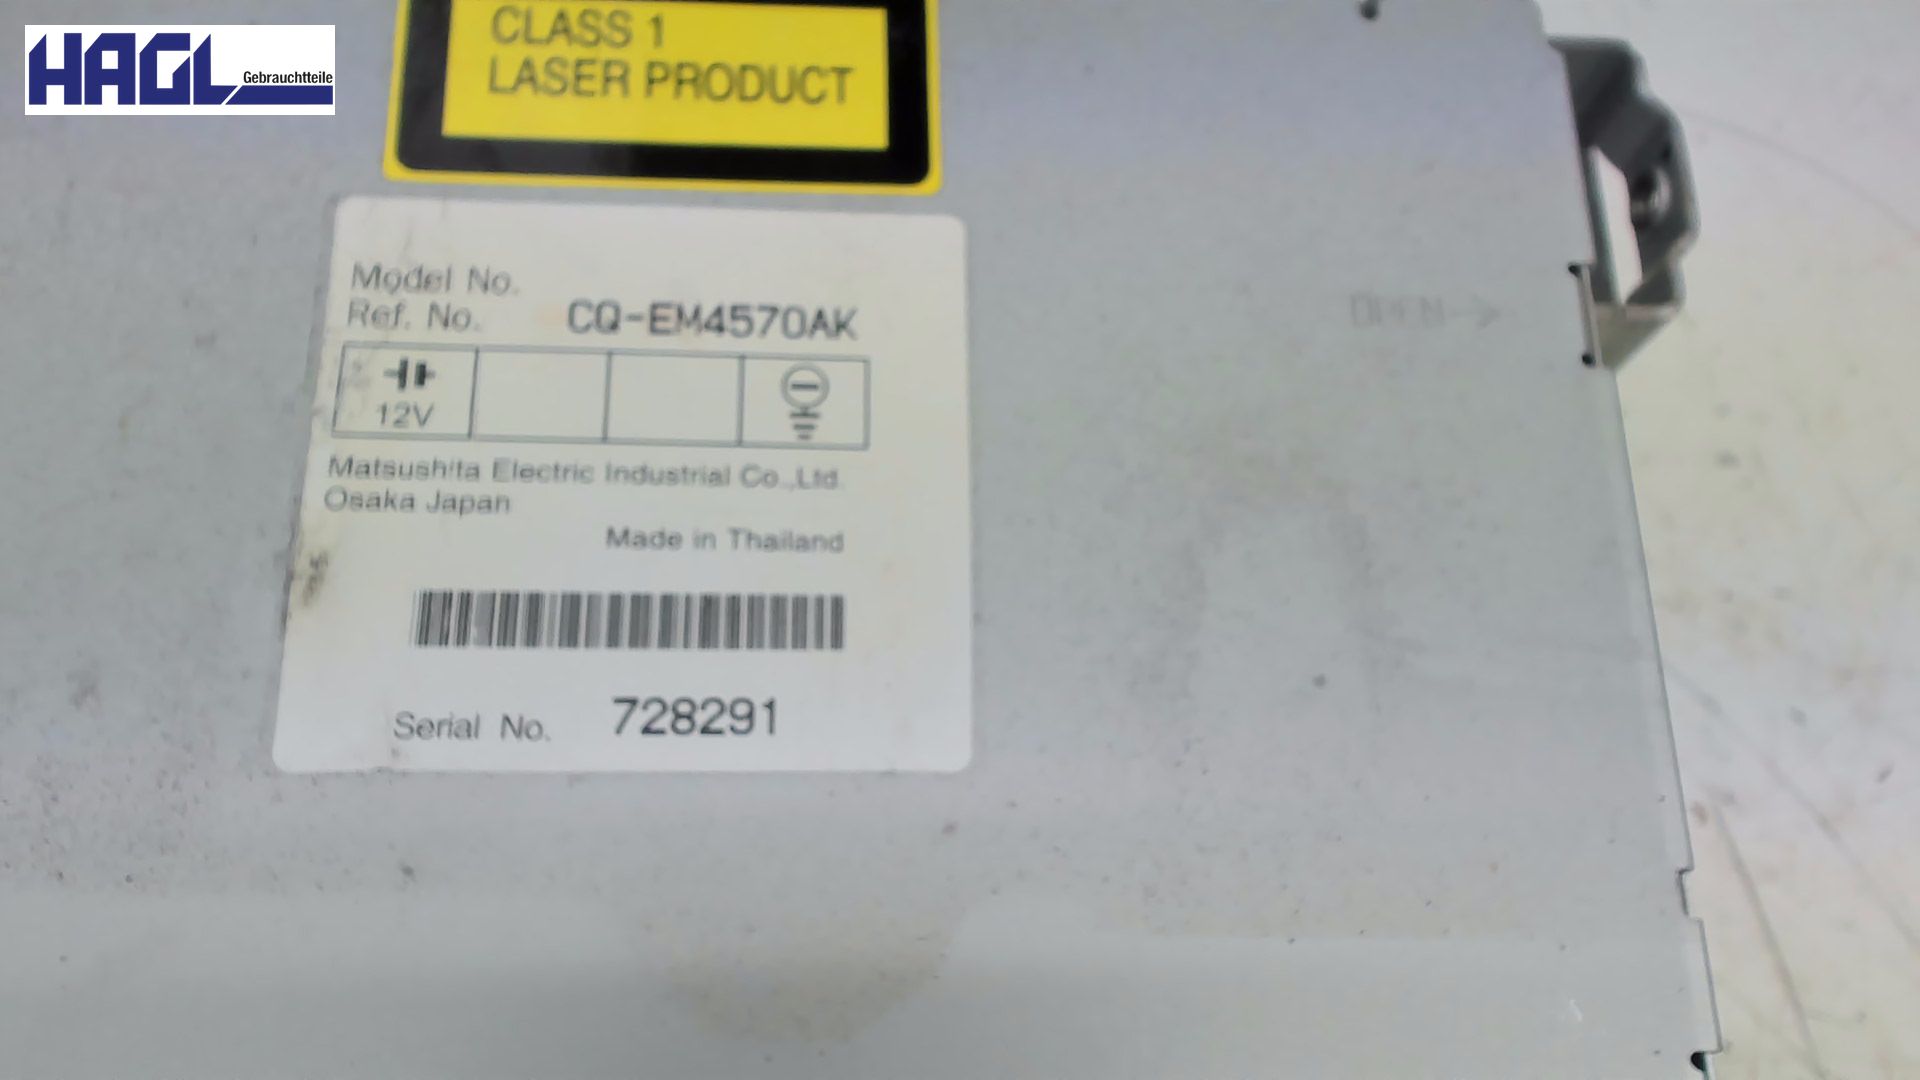 HAGL Gebrauchtteile
CLASS 1
LASER PRODUCT
Model No.
Ref. No. CQ-EM4570AK
12V
Matsushita Electric Industrial Co.,Ltd.
Osaka Japan
Made in Thailand
Serial No. 728291
OPEN→